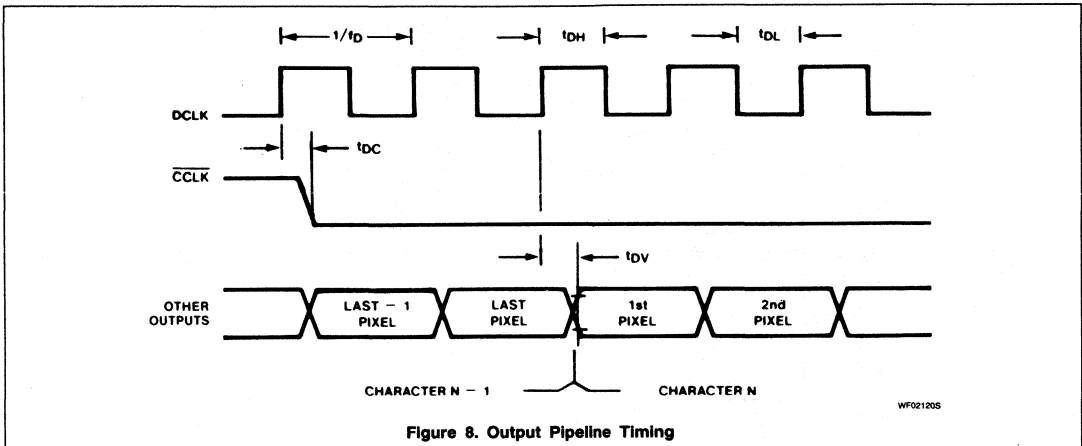 1/fD
tDH
tDL
DCLK
tDC
CCLK
tDV
OTHER
OUTPUTS
LAST – 1
PIXEL
LAST
PIXEL
1st
PIXEL
2nd
PIXEL
CHARACTER N – 1
CHARACTER N
WF02120S
Figure 8. Output Pipeline Timing